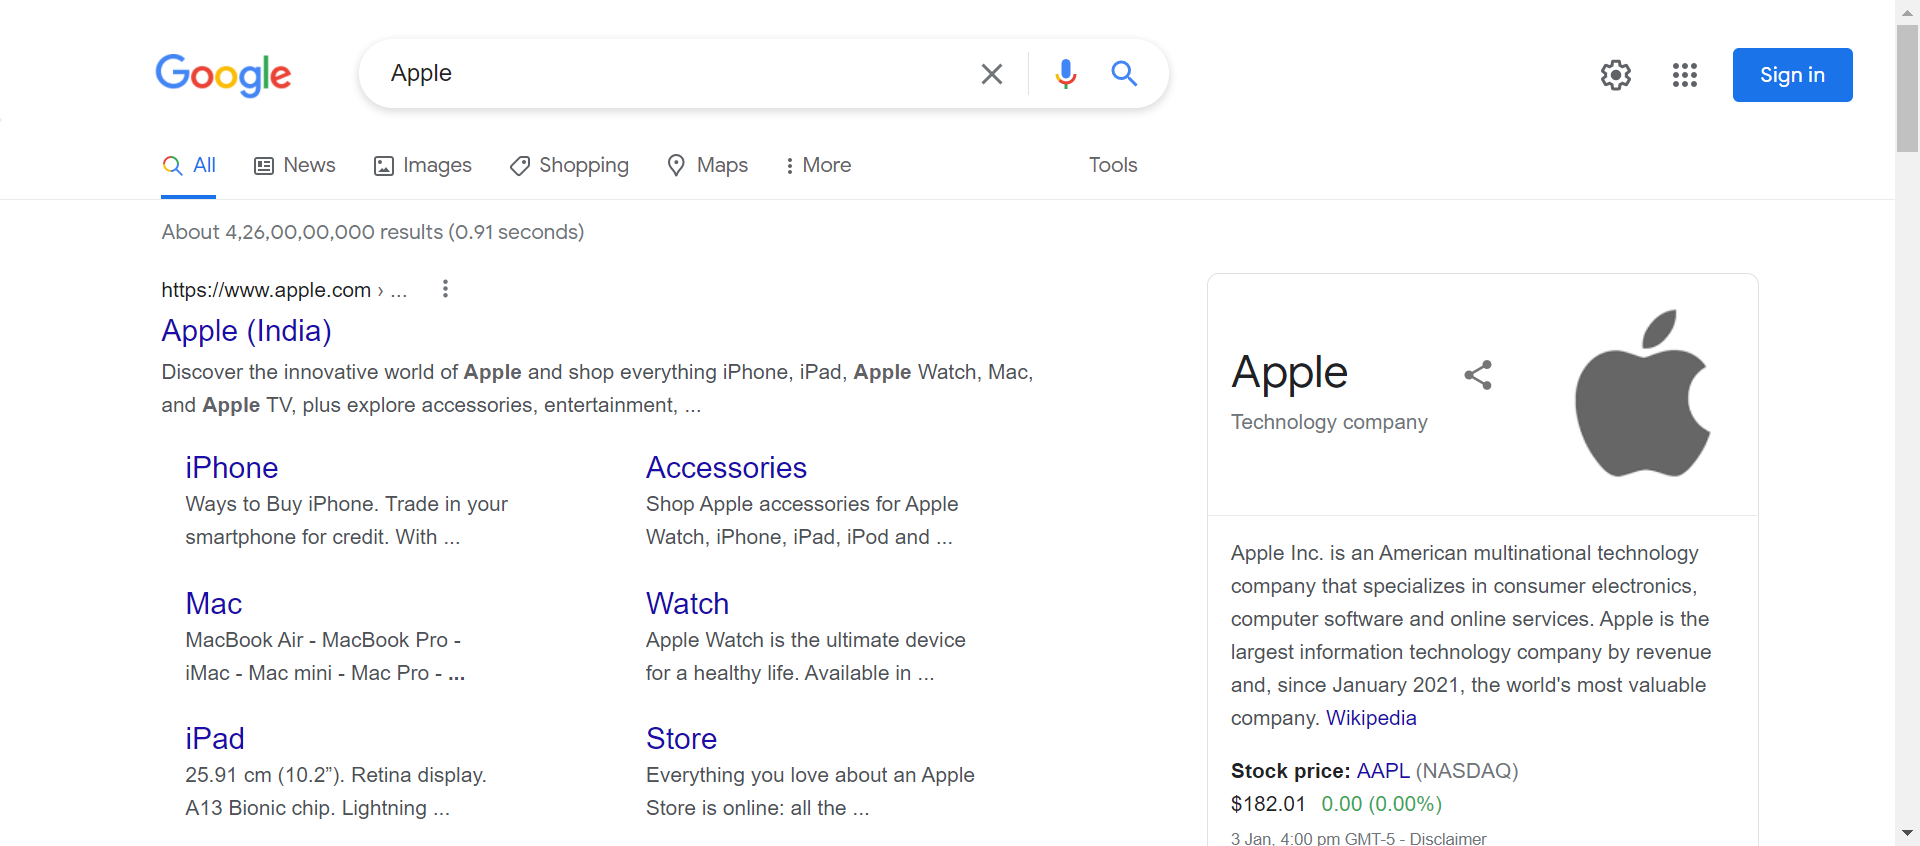 Google
Apple
Sign in
All
News
Images
Shopping
Maps
More
Tools
About 4,26,00,00,000 results (0.91 seconds)
https://www.apple.com › ...
Apple (India)
Discover the innovative world of Apple and shop everything iPhone, iPad, Apple Watch, Mac,
and Apple TV, plus explore accessories, entertainment, ...
iPhone
Ways to Buy iPhone. Trade in your
smartphone for credit. With ...
Accessories
Shop Apple accessories for Apple
Watch, iPhone, iPad, iPod and ...
Mac
MacBook Air - MacBook Pro -
iMac - Mac mini - Mac Pro - ...
Watch
Apple Watch is the ultimate device
for a healthy life. Available in ...
iPad
25.91 cm (10.2”). Retina display.
A13 Bionic chip. Lightning ...
Store
Everything you love about an Apple
Store is online: all the ...
Apple
Technology company
Apple Inc. is an American multinational technology
company that specializes in consumer electronics,
computer software and online services. Apple is the
largest information technology company by revenue
and, since January 2021, the world's most valuable
company. Wikipedia
Stock price: AAPL (NASDAQ)
$182.01 0.00 (0.00%)
3 Jan, 4:00 pm GMT-5 - Disclaimer